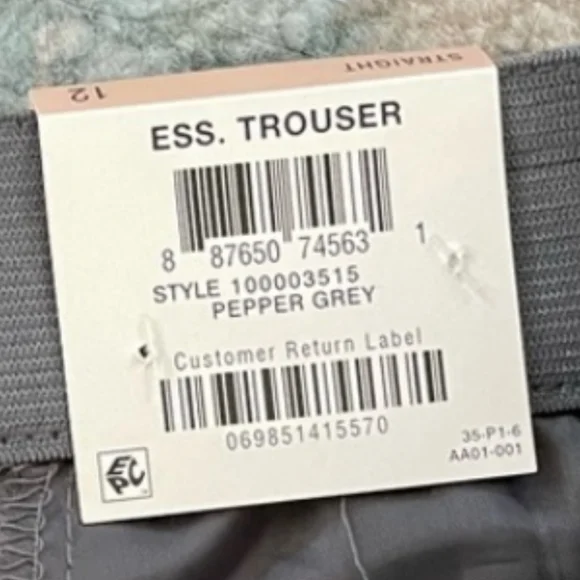 12 STRAIGHT
ESS. TROUSER
8 87650 74563 1
STYLE 100003515
PEPPER GREY
Customer Return Label
069851415570
35-P1-6
AA01-001
EPC